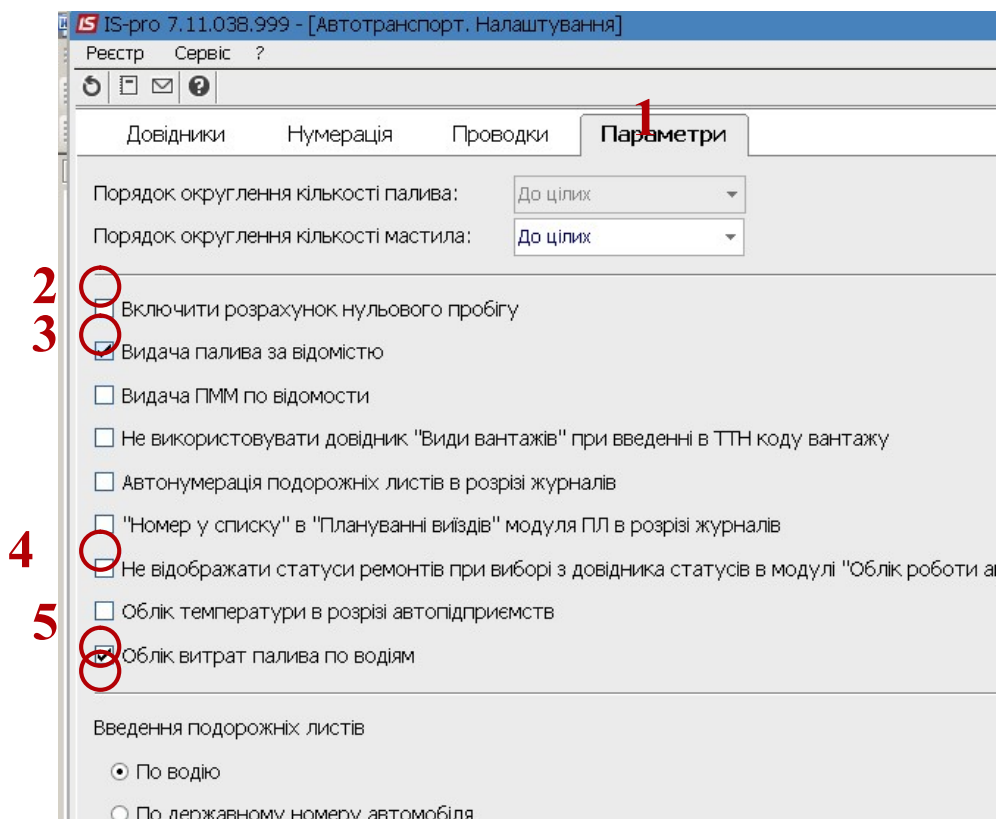 IS-pro 7.11.038.999 - [Автотранспорт. Налаштування]
Реєстр Сервіс ?
Довідники Нумерація Проводки Параметри
1
Порядок округлення кількості палива: До цілих
Порядок округлення кількості мастила: До цілих
2
Включити розрахунок нульового пробігу
3
Видача палива за відомістю
Видача ПММ по відомости
Не використовувати довідник "Види вантажів" при введенні в ТТН коду вантажу
Автонумерація подорожніх листів в розрізі журналів
"Номер у списку" в "Плануванні виїздів" модуля ПЛ в розрізі журналів
4
Не відображати статуси ремонтів при виборі з довідника статусів в модулі "Облік роботи а
Облік температури в розрізі автопідприємств
5
Облік витрат палива по водіям
Введення подорожніх листів
По водію
По державному номеру автомобіля